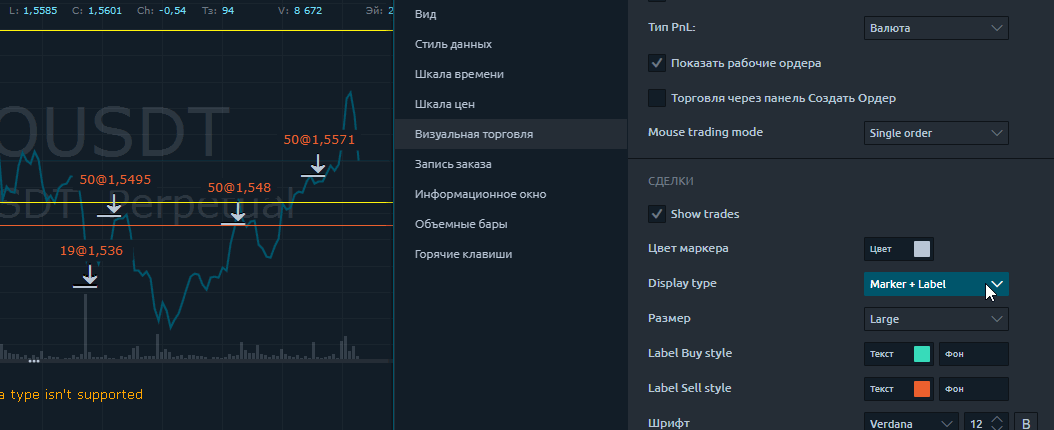 L: 1,5585 C: 1,5601 Ch: -0,54 Тз: 94 V: 8 672 Эй: 2
QUSDT
SDT Perpetual
50@1,5571
50@1,5495
50@1,548
19@1,536
a type isn't supported
Вид
Стиль данных
Шкала времени
Шкала цен
Визуальная торговля
Запись заказа
Информационное окно
Объемные бары
Горячие клавиши
Тип PnL: Валюта
Показать рабочие ордера
Торговля через панель Создать Ордер
Mouse trading mode Single order
СДЕЛКИ
Show trades
Цвет маркера Цвет
Display type Marker + Label
Размер Large
Label Buy style Текст Фон
Label Sell style Текст Фон
Шрифт Verdana 12 B